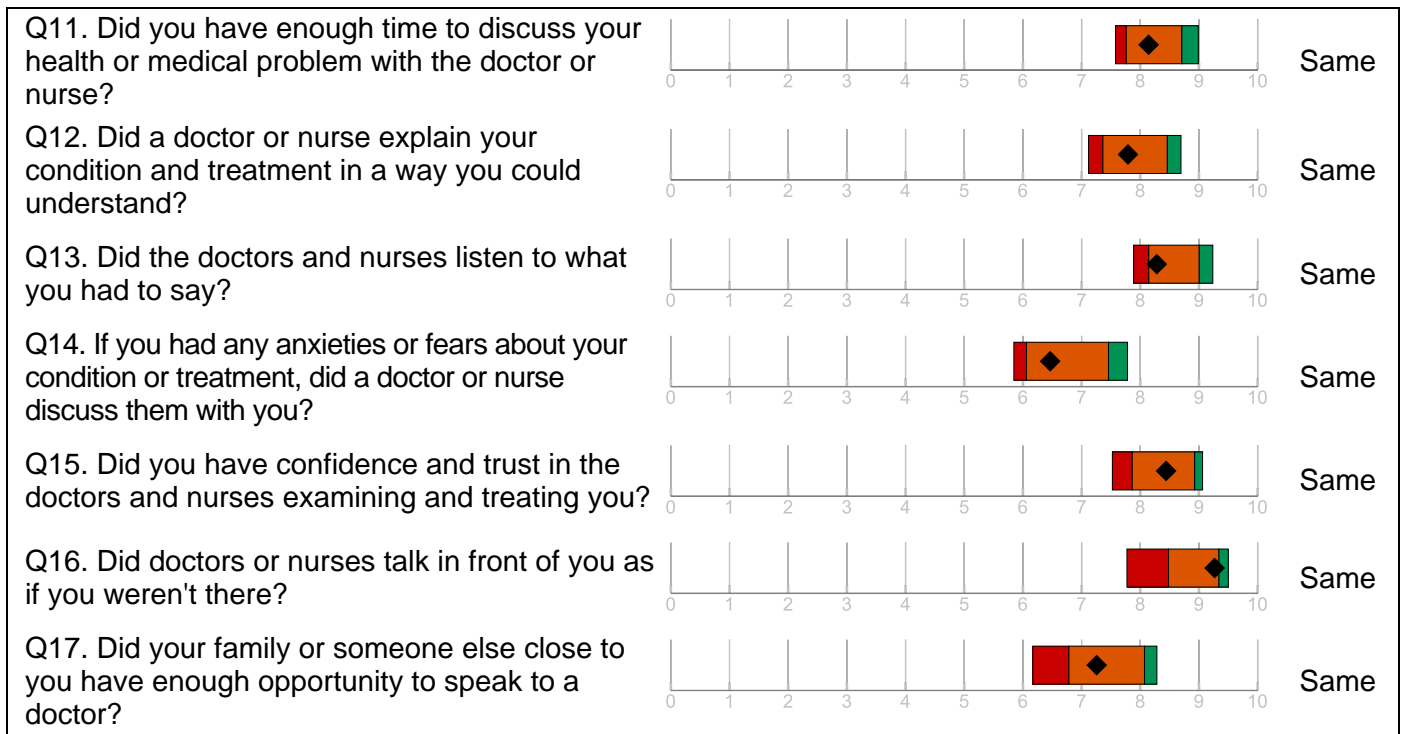 Q11. Did you have enough time to discuss your
health or medical problem with the doctor or
nurse?
0 1 2 3 4 5 6 7 8 9 10
Same
Q12. Did a doctor or nurse explain your
condition and treatment in a way you could
understand?
0 1 2 3 4 5 6 7 8 9 10
Same
Q13. Did the doctors and nurses listen to what
you had to say?
0 1 2 3 4 5 6 7 8 9 10
Same
Q14. If you had any anxieties or fears about your
condition or treatment, did a doctor or nurse
discuss them with you?
0 1 2 3 4 5 6 7 8 9 10
Same
Q15. Did you have confidence and trust in the
doctors and nurses examining and treating you?
0 1 2 3 4 5 6 7 8 9 10
Same
Q16. Did doctors or nurses talk in front of you as
if you weren't there?
0 1 2 3 4 5 6 7 8 9 10
Same
Q17. Did your family or someone else close to
you have enough opportunity to speak to a
doctor?
0 1 2 3 4 5 6 7 8 9 10
Same